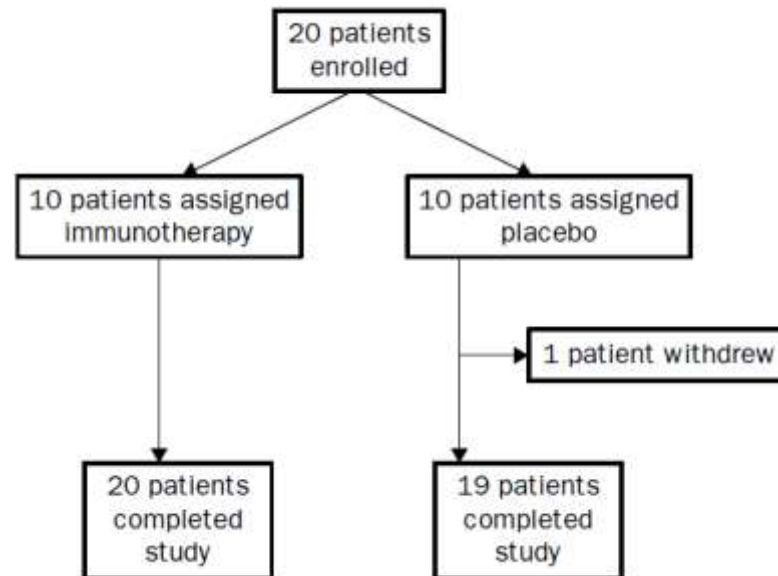 20 patients
enrolled
10 patients assigned
immunotherapy
10 patients assigned
placebo
1 patient withdrew
20 patients
completed
study
19 patients
completed
study